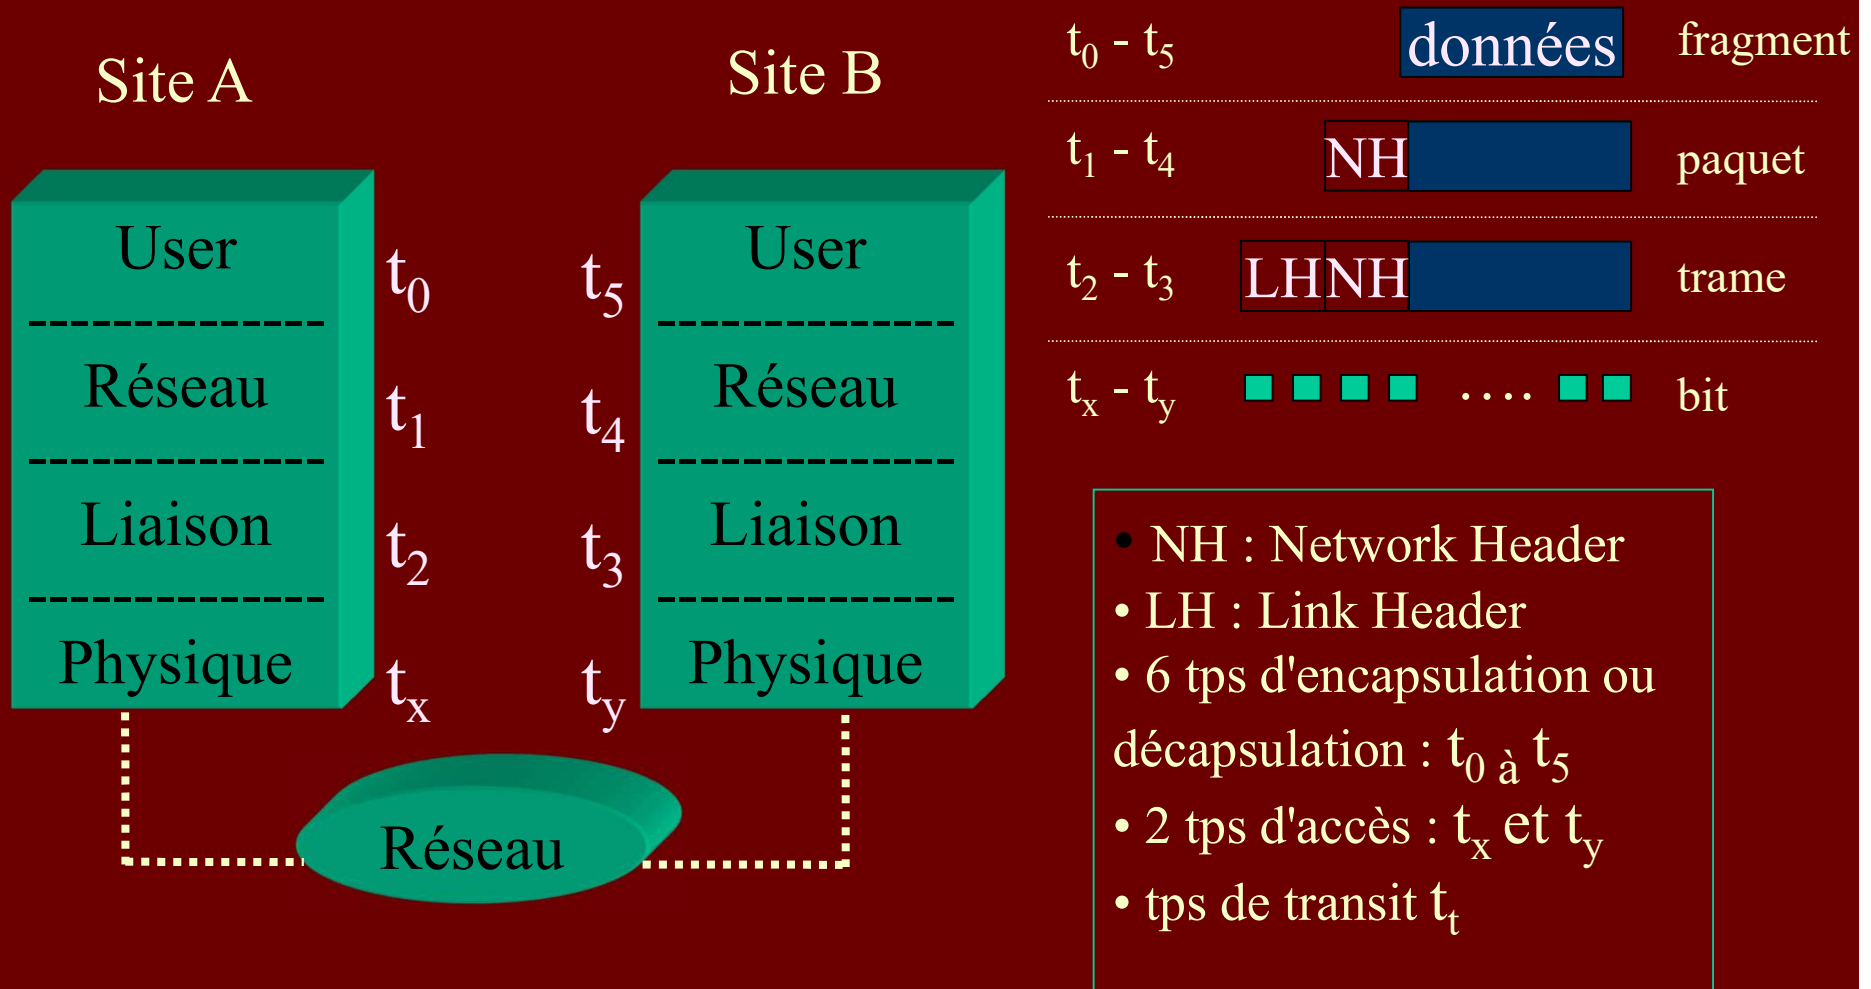 Site A
User
Réseau
Liaison
Physique
t0
t1
t2
tx
Site B
User
Réseau
Liaison
Physique
t5
t4
t3
ty
Réseau
t0 - t5 données fragment
t1 - t4 NH paquet
t2 - t3 LH NH trame
tx - ty .... bit
• NH : Network Header
• LH : Link Header
• 6 tps d'encapsulation ou
décapsulation : t0 à t5
• 2 tps d'accès : tx et ty
• tps de transit tt